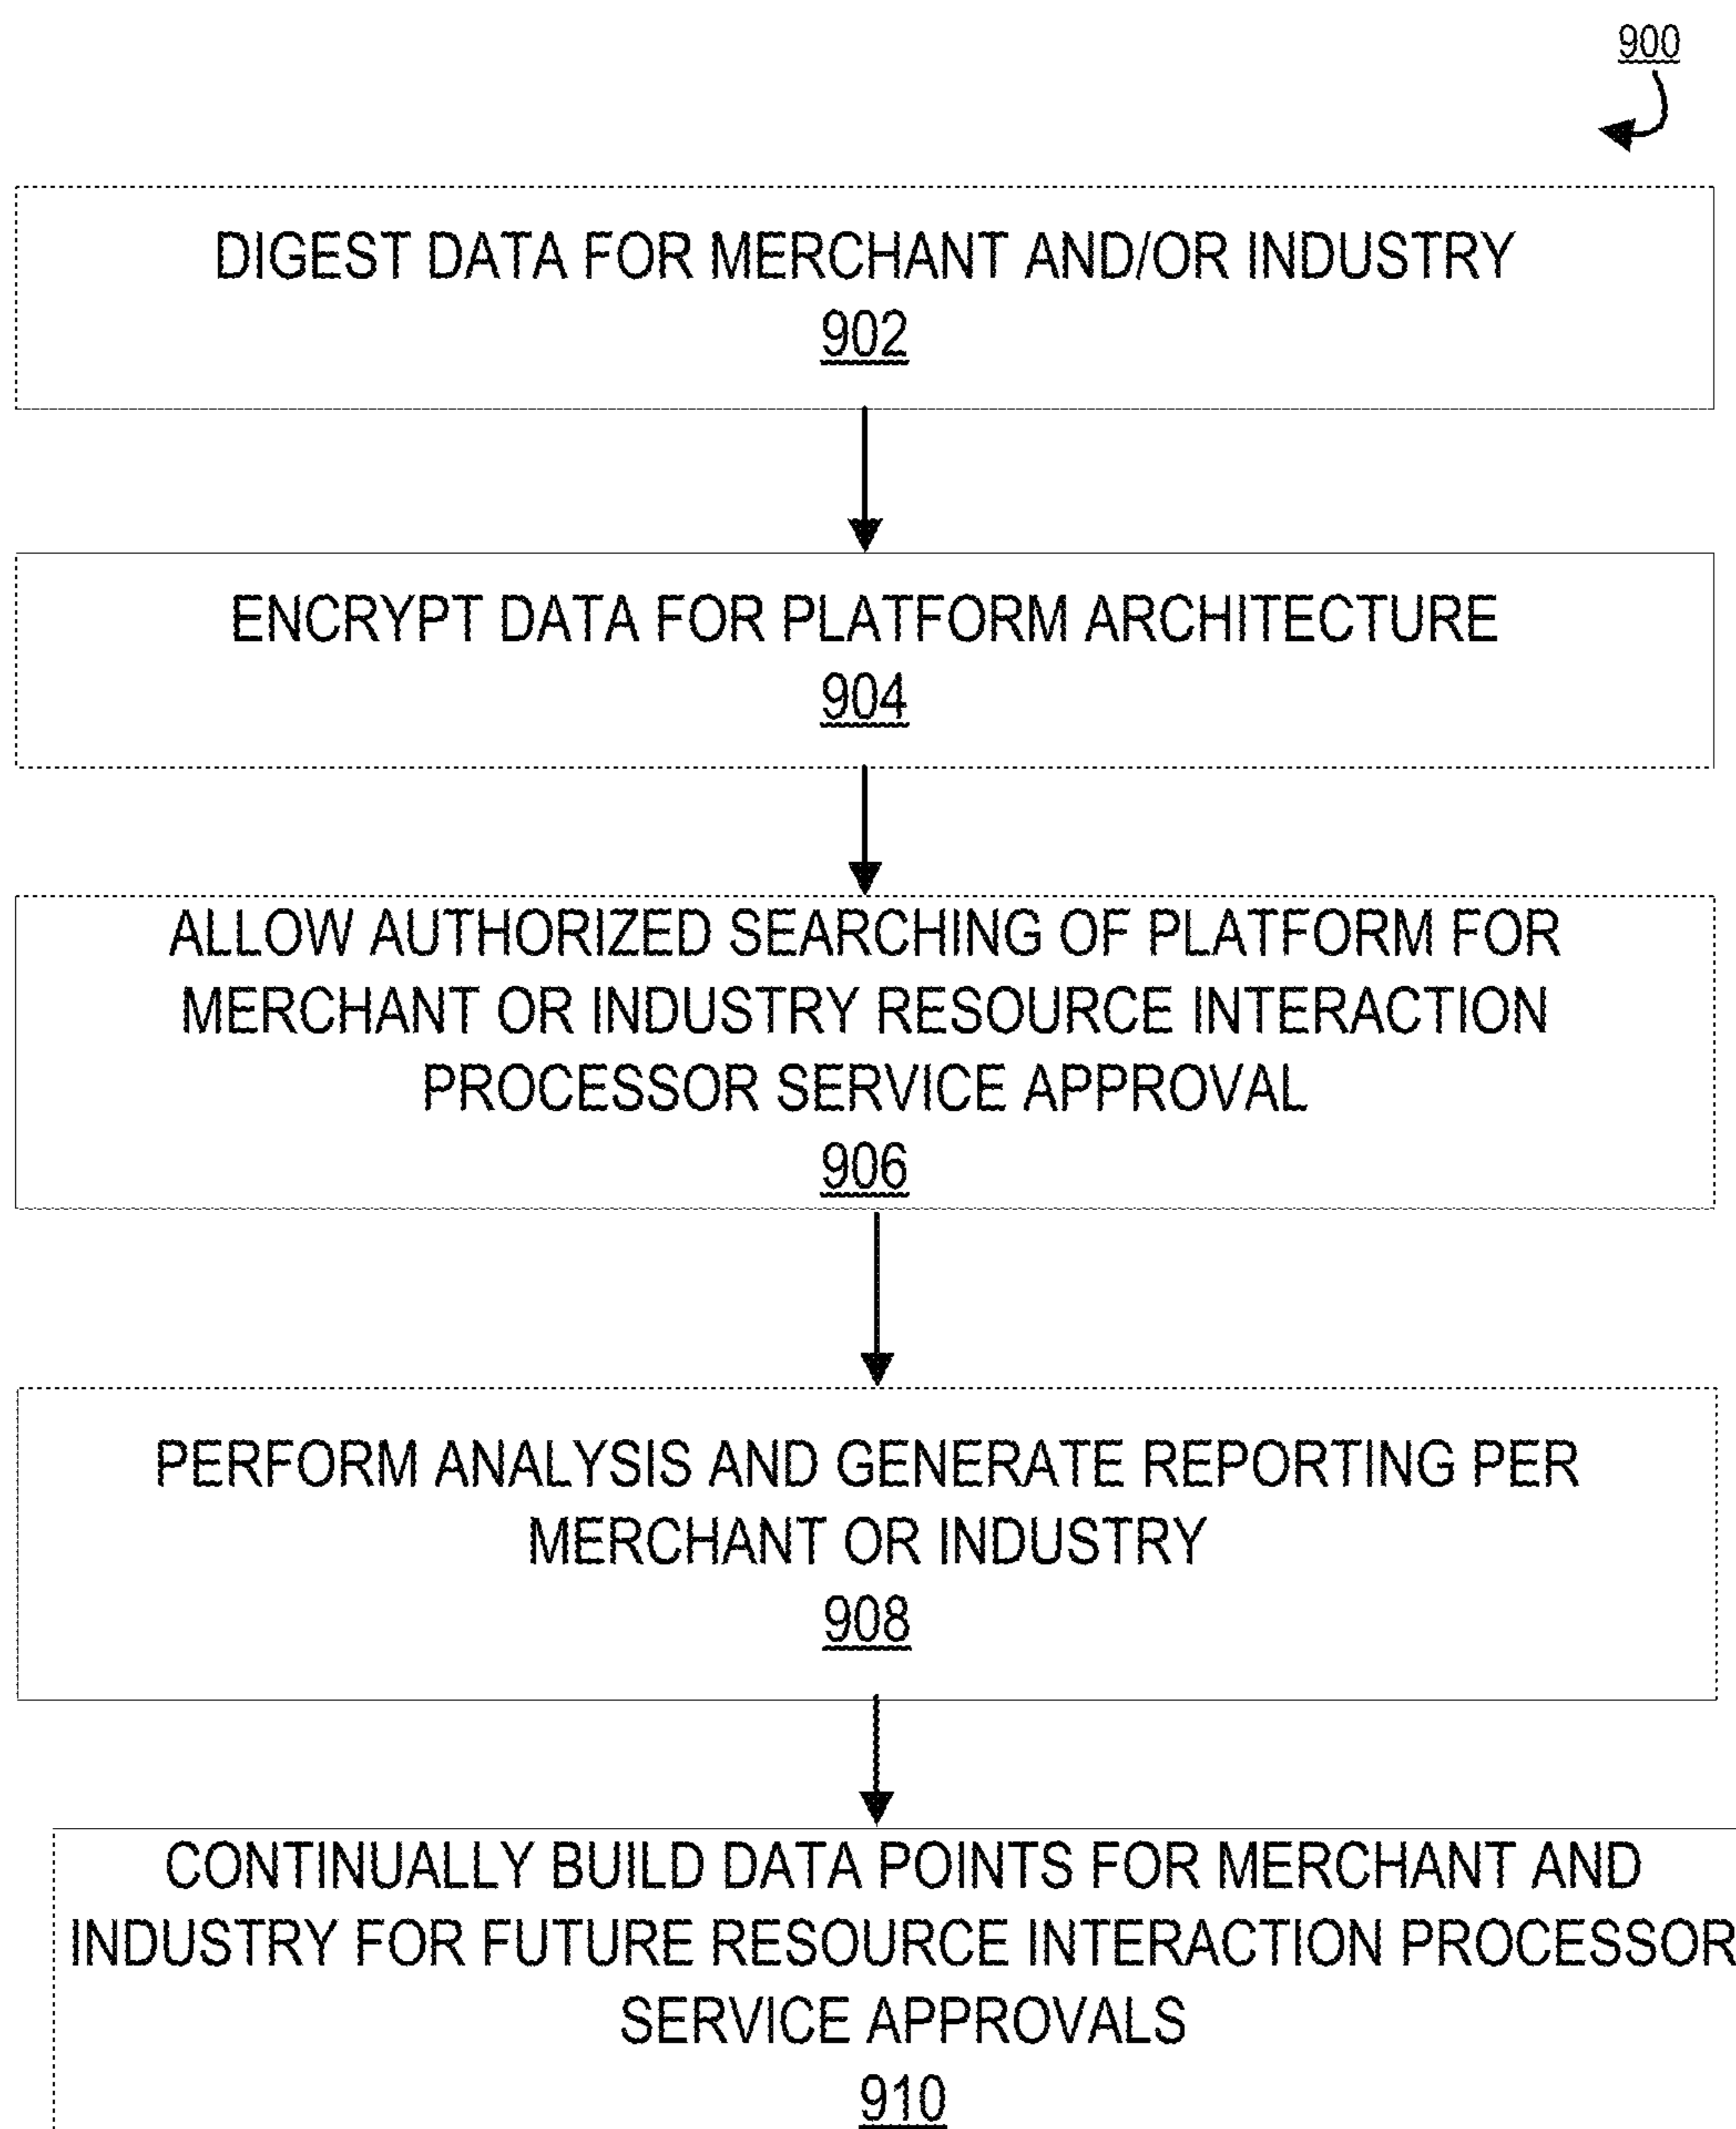 900
DIGEST DATA FOR MERCHANT AND/OR INDUSTRY
902
ENCRYPT DATA FOR PLATFORM ARCHITECTURE
904
ALLOW AUTHORIZED SEARCHING OF PLATFORM FOR
MERCHANT OR INDUSTRY RESOURCE INTERACTION
PROCESSOR SERVICE APPROVAL
906
PERFORM ANALYSIS AND GENERATE REPORTING PER
MERCHANT OR INDUSTRY
908
CONTINUALLY BUILD DATA POINTS FOR MERCHANT AND
INDUSTRY FOR FUTURE RESOURCE INTERACTION PROCESSOR
SERVICE APPROVALS
910